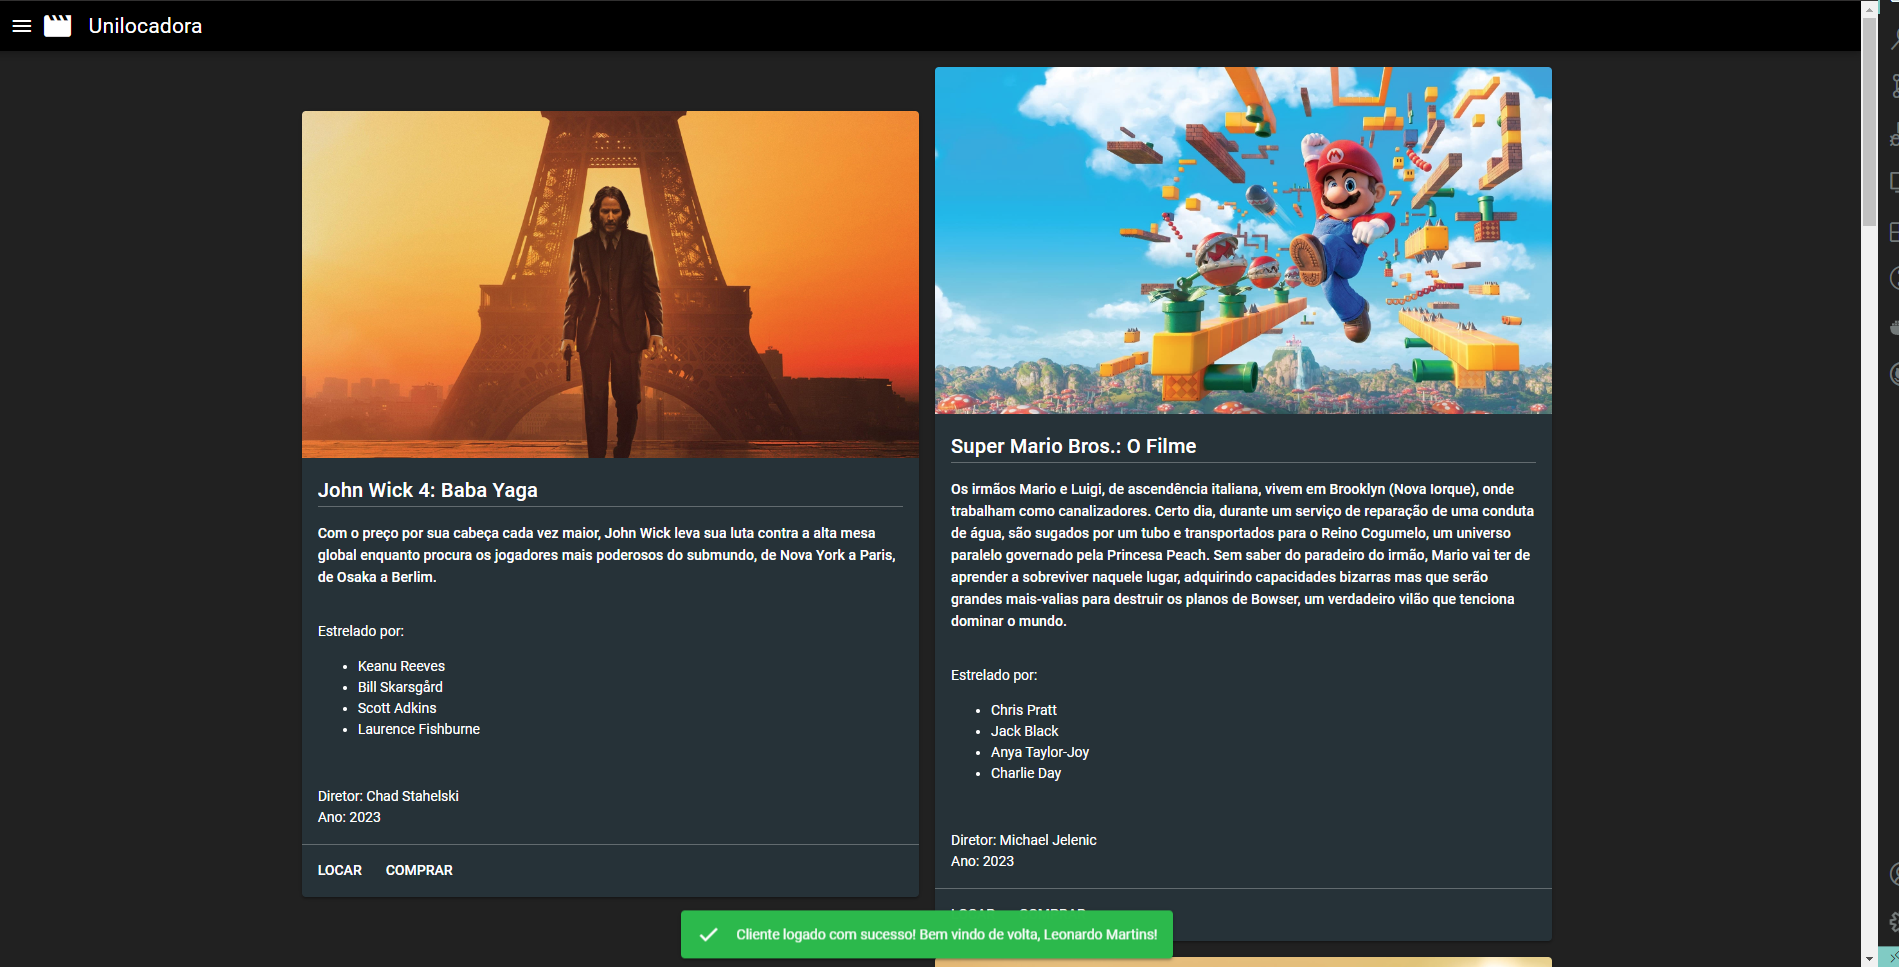 Unilocadora
John Wick 4: Baba Yaga
Com o preço por sua cabeça cada vez maior, John Wick leva sua luta contra a alta mesa
global enquanto procura os jogadores mais poderosos do submundo, de Nova York a Paris,
de Osaka a Berlim.
Estrelado por:
Keanu Reeves
Bill Skarsgård
Scott Adkins
Laurence Fishburne
Diretor: Chad Stahelski
Ano: 2023
LOCAR COMPRAR
Super Mario Bros.: O Filme
Os irmãos Mario e Luigi, de ascendência italiana, vivem em Brooklyn (Nova Iorque), onde
trabalham como canalizadores. Certo dia, durante um serviço de reparação de uma conduta
de água, são sugados por um tubo e transportados para o Reino Cogumelo, um universo
paralelo governado pela Princesa Peach. Sem saber do paradeiro do irmão, Mario vai ter de
aprender a sobreviver naquele lugar, adquirindo capacidades bizarras mas que serão
grandes mais-valias para destruir os planos de Bowser, um verdadeiro vilão que tenciona
dominar o mundo.
Estrelado por:
Chris Pratt
Jack Black
Anya Taylor-Joy
Charlie Day
Diretor: Michael Jelenic
Ano: 2023
Cliente logado com sucesso! Bem vindo de volta, Leonardo Martins!